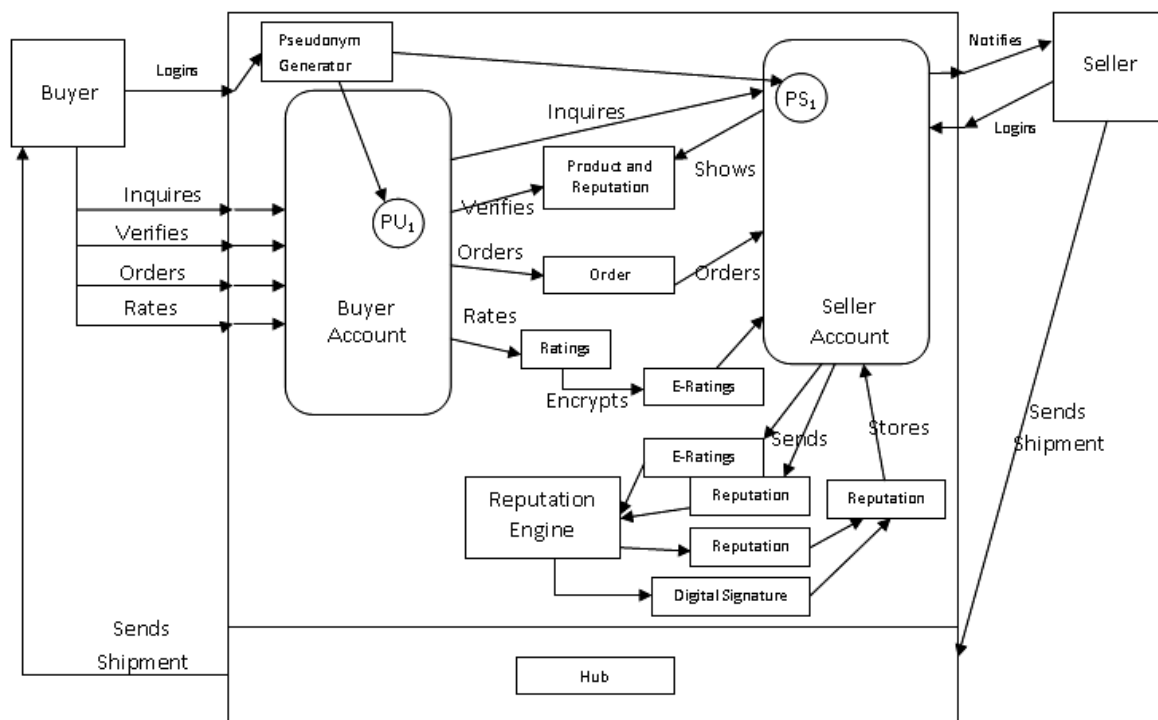 Pseudonym
Generator
Notifies
Buyer
Logins
Seller
PS1
Inquires
Logins
Product and
Reputation
Shows
Inquires
Verifies
PU1
Verifies
Orders
Order
Orders
Orders
Buyer
Account
Seller
Account
Rates
Rates
Ratings
E-Ratings
Encrypts
Sends
Shipment
Stores
Sends
E-Ratings
Reputation
Reputation
Reputation
Engine
Reputation
Digital Signature
Sends
Shipment
Hub